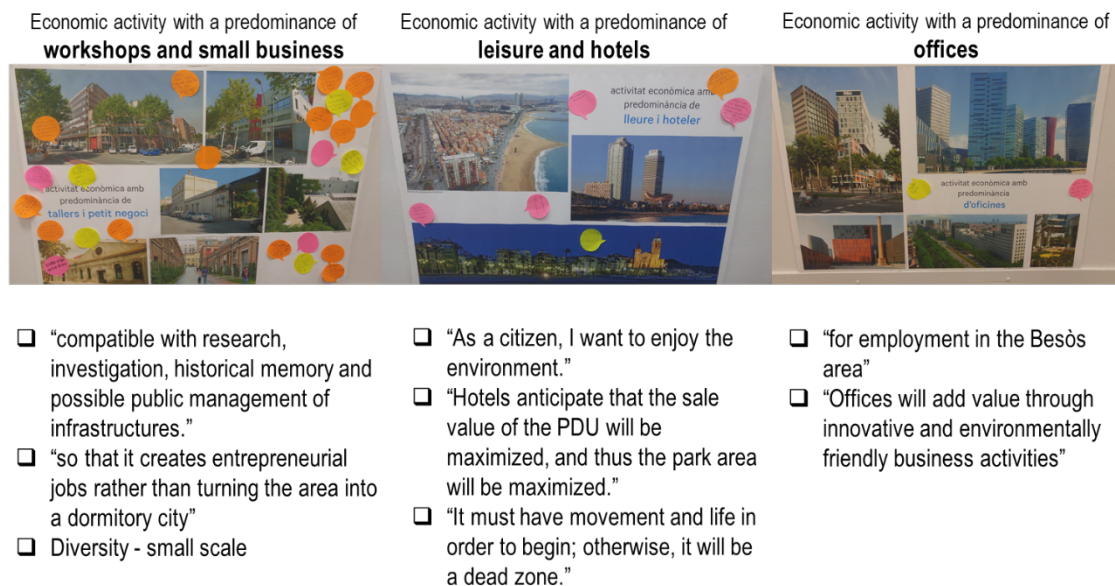 Economic activity with a predominance of
workshops and small business
activitat econòmica amb
predominància de
tallers i petit negoci
“compatible with research,
investigation, historical memory and
possible public management of
infrastructures.”
“so that it creates entrepreneurial
jobs rather than turning the area into
a dormitory city”
Diversity - small scale
Economic activity with a predominance of
leisure and hotels
activitat econòmica amb
predominància de
lleure i hoteler
“As a citizen, I want to enjoy the
environment.”
“Hotels anticipate that the sale
value of the PDU will be
maximized, and thus the park area
will be maximized.”
“It must have movement and life in
order to begin; otherwise, it will be
a dead zone.”
Economic activity with a predominance of
offices
activitat econòmica amb
predominància
d'oficines
“for employment in the Besòs
area”
“Offices will add value through
innovative and environmentally
friendly business activities”